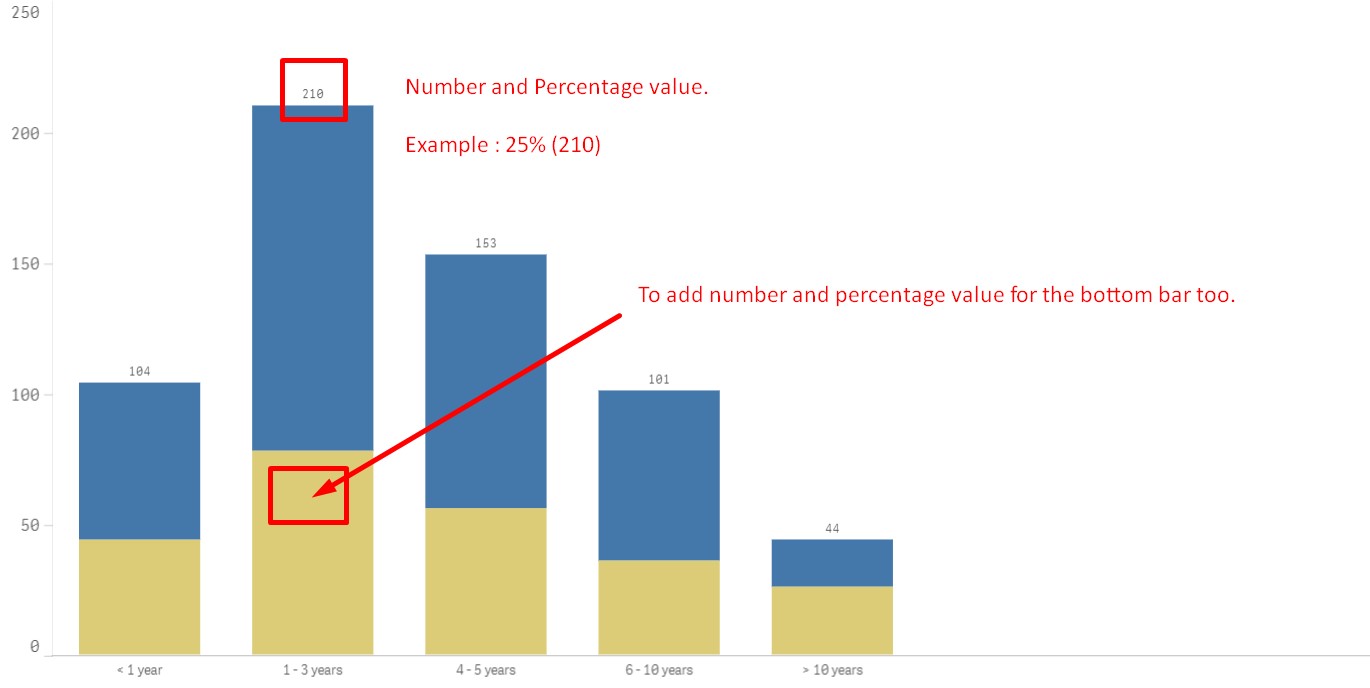 250
210
Number and Percentage value.
200
Example : 25% (210)
153
150
To add number and percentage value for the bottom bar too.
104
101
100
50
44
0
< 1 year
1 - 3 years
4 - 5 years
6 - 10 years
> 10 years